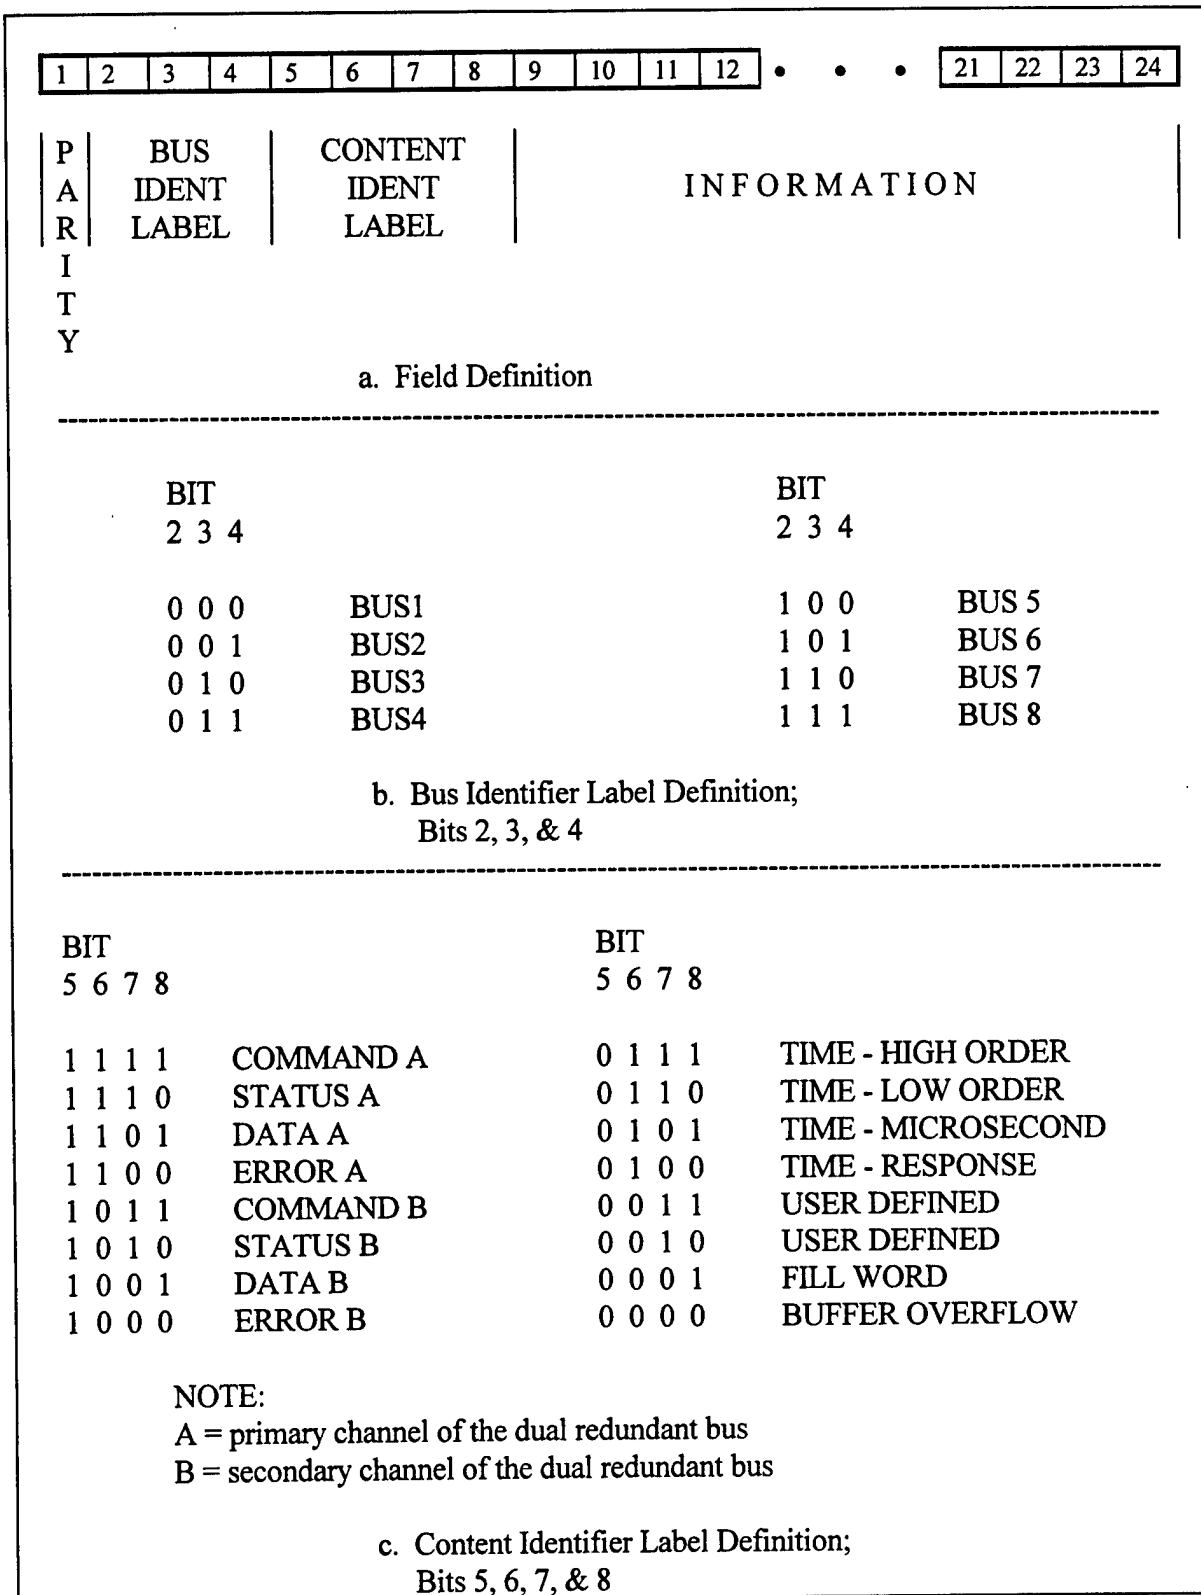 1 2 3 4 5 6 7 8 9 10 11 12 • • • 21 22 23 24
P BUS CONTENT
A IDENT IDENT INFORMATION
R LABEL LABEL
I
T
Y
a. Field Definition
BIT BIT
2 3 4 2 3 4
0 0 0 BUS1 1 0 0 BUS 5
0 0 1 BUS2 1 0 1 BUS 6
0 1 0 BUS3 1 1 0 BUS 7
0 1 1 BUS4 1 1 1 BUS 8
b. Bus Identifier Label Definition;
Bits 2, 3, & 4
BIT BIT
5 6 7 8 5 6 7 8
1 1 1 1 COMMAND A 0 1 1 1 TIME - HIGH ORDER
1 1 1 0 STATUS A 0 1 1 0 TIME - LOW ORDER
1 1 0 1 DATA A 0 1 0 1 TIME - MICROSECOND
1 1 0 0 ERROR A 0 1 0 0 TIME - RESPONSE
1 0 1 1 COMMAND B 0 0 1 1 USER DEFINED
1 0 1 0 STATUS B 0 0 1 0 USER DEFINED
1 0 0 1 DATA B 0 0 0 1 FILL WORD
1 0 0 0 ERROR B 0 0 0 0 BUFFER OVERFLOW
NOTE:
A = primary channel of the dual redundant bus
B = secondary channel of the dual redundant bus
c. Content Identifier Label Definition;
Bits 5, 6, 7, & 8